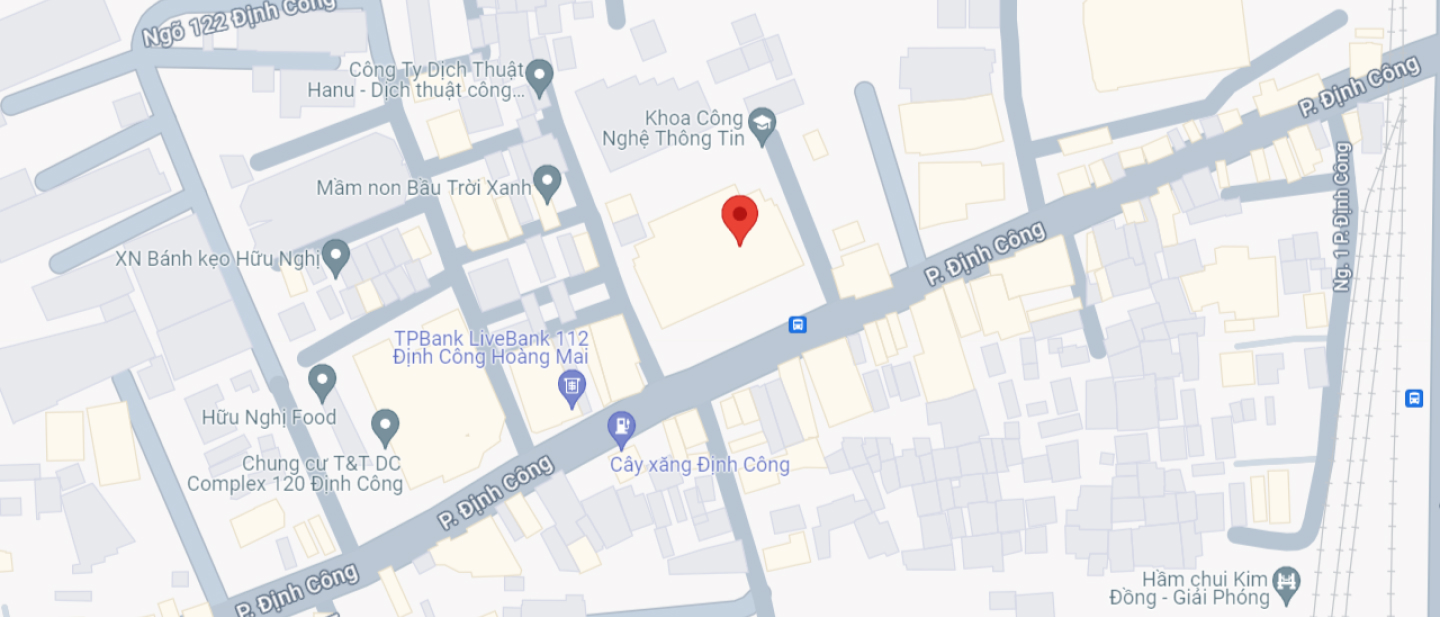 Ngõ 122 Định Công
Công Ty Dịch Thuật
Hanu - Dịch thuật công...
Khoa Công
Nghệ Thông Tin
P. Định Công
Mầm non Bầu Trời Xanh
Ng. 1 P. Định Công
XN Bánh kẹo Hữu Nghị
P. Định Công
TPBank LiveBank 112
Định Công Hoàng Mai
Hữu Nghị Food
Chung cư T&T DC
Complex 120 Định Công
Cây xăng Định Công
P. Định Công
P. Định Công
Hầm chui Kim
Đồng - Giải Phóng